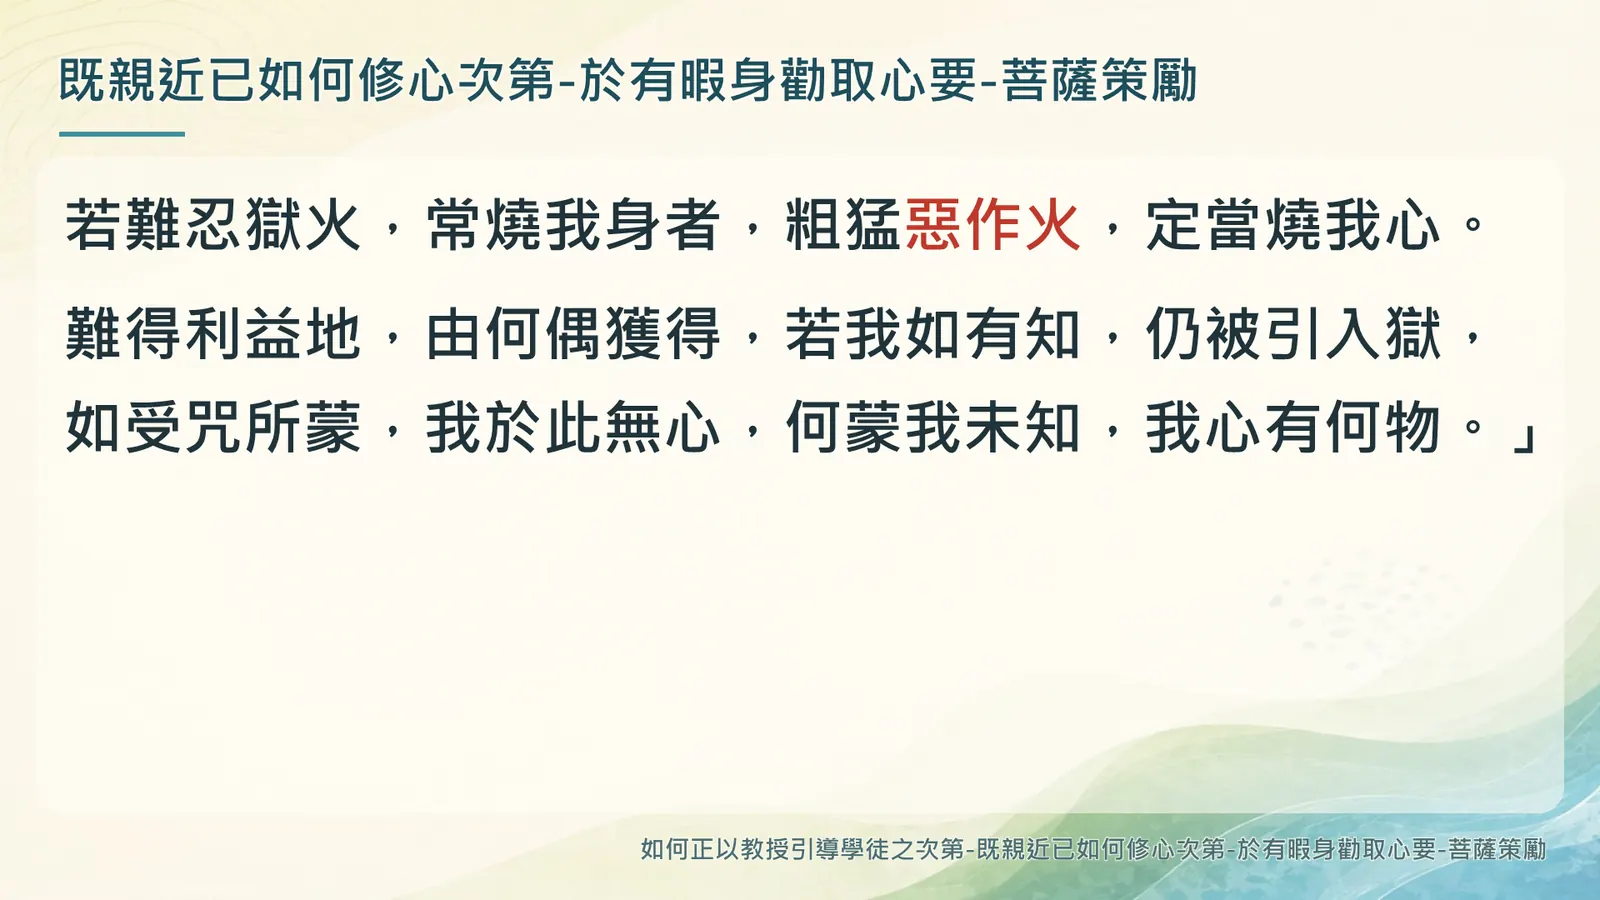 既親近已如何修心次第-於有暇身勸取心要-菩薩策勵
若難忍獄火，常燒我身者，粗猛惡作火，定當燒我心。
難得利益地，由何偶獲得，若我如有知，仍被引入獄，
如受咒所蒙，我於此無心，何蒙我未知，我心有何物。」
如何正以教授引導學徒之次第-既親近已如何修心次第-於有暇身勸取心要-菩薩策勵